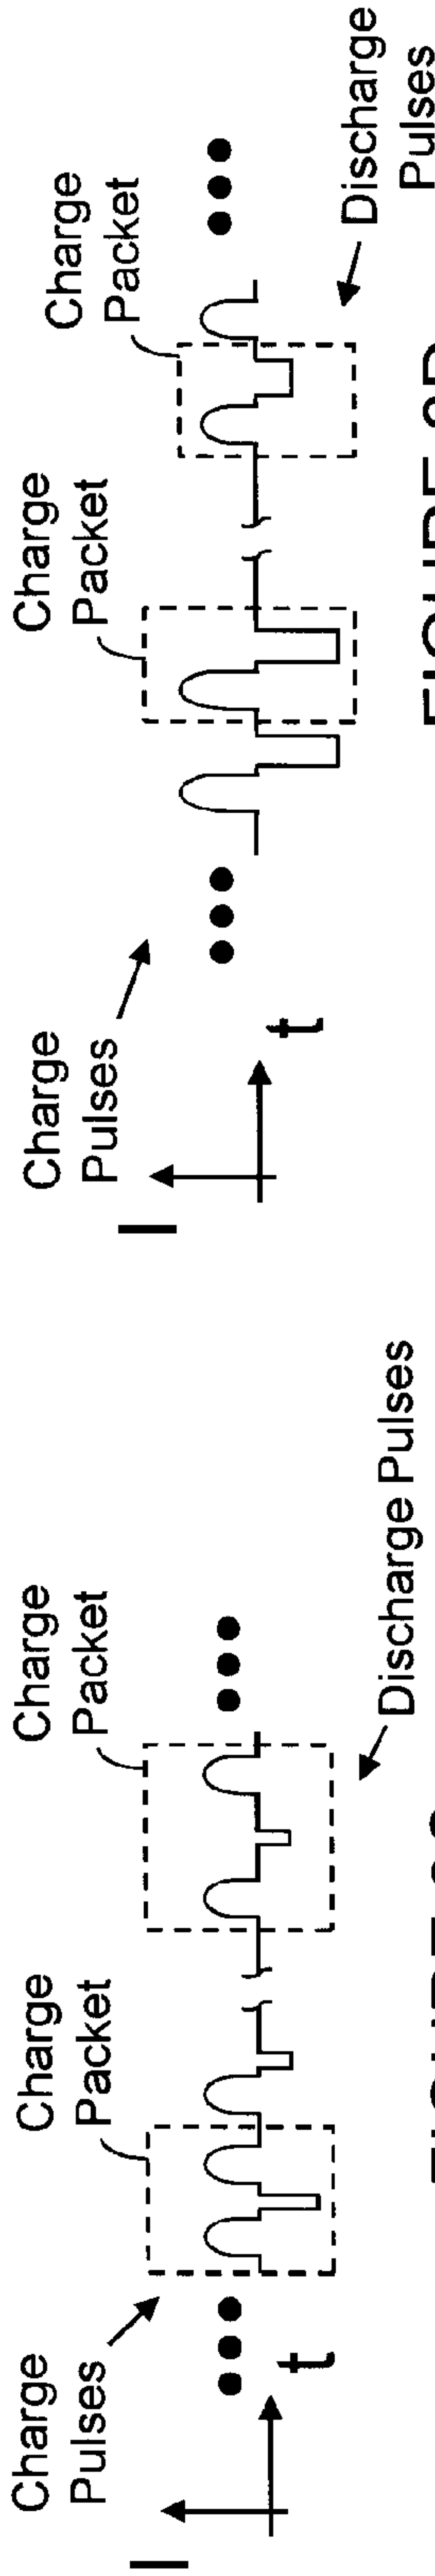 I
Charge
Pulses
t
Charge
Packet
Charge
Packet
Discharge Pulses
I
Charge
Pulses
t
Charge
Packet
Charge
Packet
Discharge
Pulses